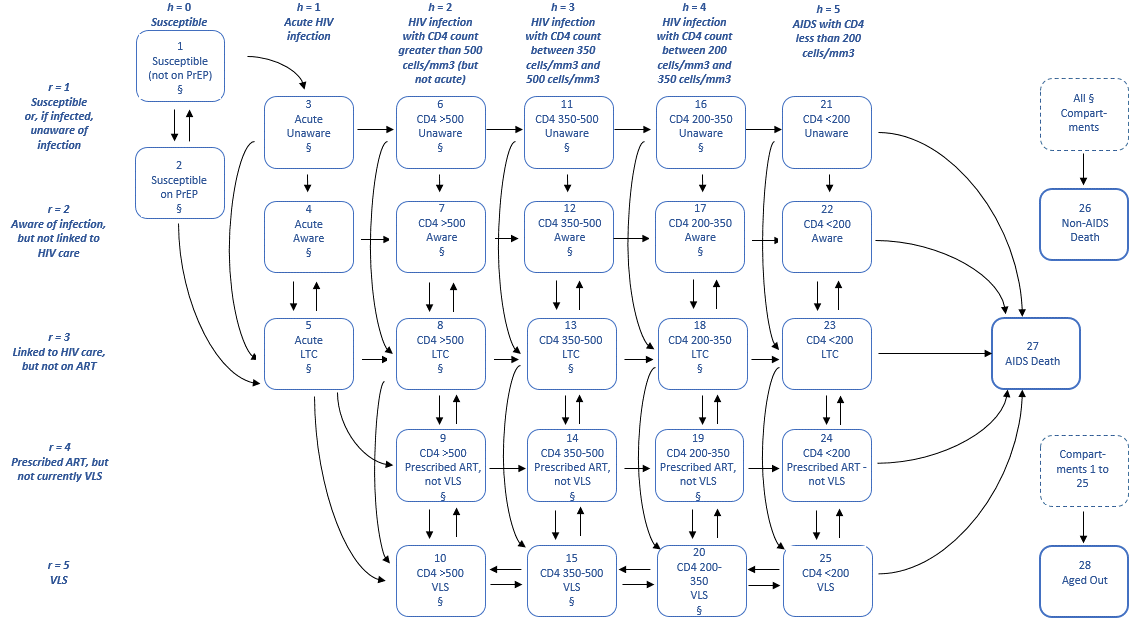 h = 0
Susceptible
h = 1
Acute HIV
infection
h = 2
HIV infection
with CD4 count
greater than 500
cells/mm3 (but
not acute)
h = 3
HIV infection
with CD4 count
between 350
cells/mm3 and
500 cells/mm3
h = 4
HIV infection
with CD4 count
between 200
cells/mm3 and
350 cells/mm3
h = 5
AIDS with CD4
less than 200
cells/mm3
r = 1
Susceptible
or, if infected,
unaware of
infection
1
Susceptible
(not on PrEP)
§
2
Susceptible
on PrEP
§
3
Acute
Unaware
§
6
CD4 >500
Unaware
§
11
CD4 350-500
Unaware
§
16
CD4 200-350
Unaware
§
21
CD4 <200
Unaware
All §
Compart-
ments
r = 2
Aware of infection,
but not linked to
HIV care
4
Acute
Aware
§
7
CD4 >500
Aware
§
12
CD4 350-500
Aware
§
17
CD4 200-350
Aware
§
22
CD4 <200
Aware
26
Non-AIDS
Death
r = 3
Linked to HIV care,
but not on ART
5
Acute
LTC
§
8
CD4 >500
LTC
§
13
CD4 350-500
LTC
§
18
CD4 200-350
LTC
§
23
CD4 <200
LTC
27
AIDS Death
r = 4
Prescribed ART, but
not currently VLS
9
CD4 >500
Prescribed ART,
not VLS
§
14
CD4 350-500
Prescribed ART,
not VLS
§
19
CD4 200-350
Prescribed ART,
not VLS
§
24
CD4 <200
Prescribed ART -
not VLS
Compart-
ments 1 to
25
r = 5
VLS
10
CD4 >500
VLS
§
15
CD4 350-500
VLS
§
20
CD4 200-
350
VLS
§
25
CD4 <200
VLS
28
Aged Out